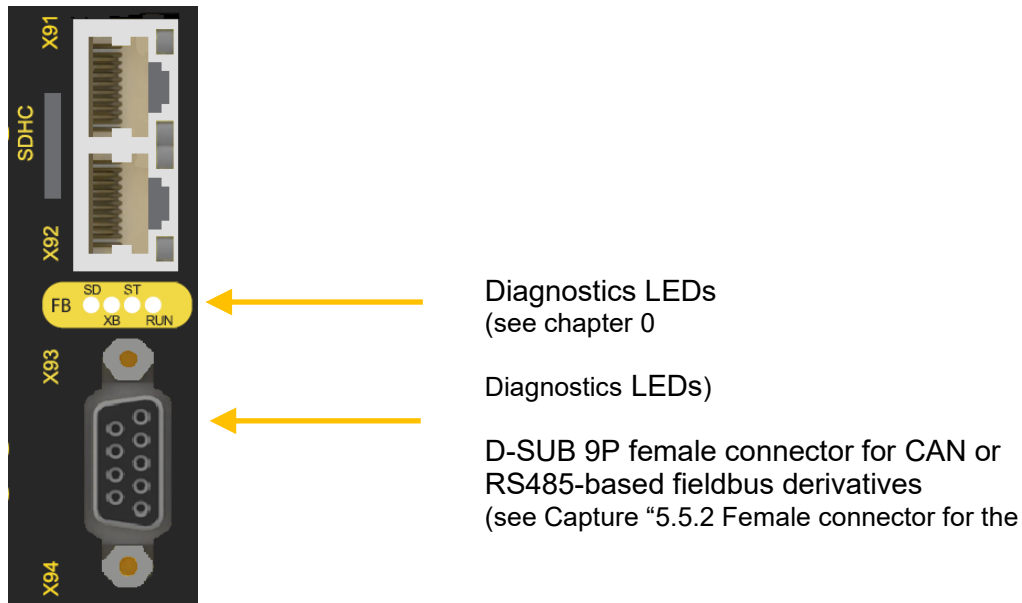 X91
SDHC
X92
SD ST
FB
XB RUN
X93
X94
Diagnostics LEDs
(see chapter 0
Diagnostics LEDs)
D-SUB 9P female connector for CAN or
RS485-based fieldbus derivatives
(see Capture “5.5.2 Female connector for the